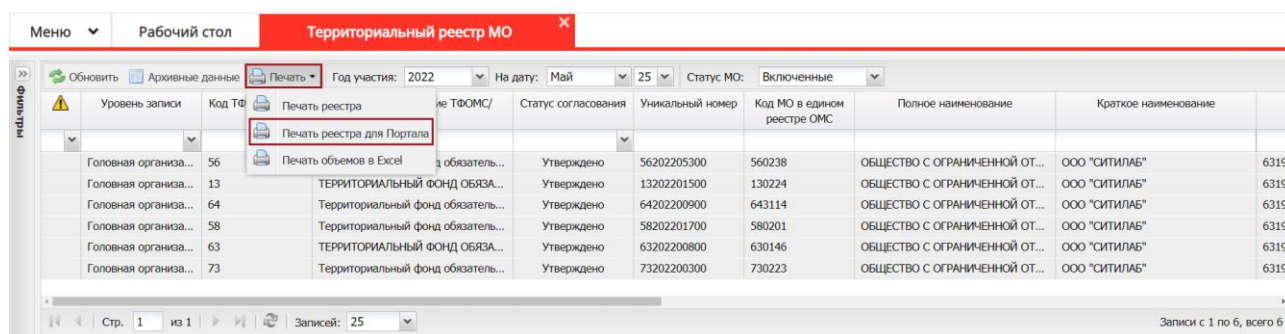 Меню Рабочий стол Территориальный реестр МО
Обновить Архивные данные Печать Год участия: 2022 На дату: Май 25 Статус МО: Включенные
Фильтры
Уровень записи Код ТФ ие ТФОМС/ Статус согласования Уникальный номер Код МО в едином реестре ОМС Полное наименование Краткое наименование
Печать реестра
Печать реестра для Портала
Печать объемов в Excel
Головная организа... 56 д обязатель... Утверждено 56202205300 560238 ОБЩЕСТВО С ОГРАНИЧЕННОЙ ОТ... ООО "СИТИЛАБ" 6319
Головная организа... 13 ТЕРРИТОРИАЛЬНЫЙ ФОНД ОБЯЗА... Утверждено 13202201500 130224 ОБЩЕСТВО С ОГРАНИЧЕННОЙ ОТ... ООО "СИТИЛАБ" 6319
Головная организа... 64 Территориальный фонд обязатель... Утверждено 64202200900 643114 ОБЩЕСТВО С ОГРАНИЧЕННОЙ ОТ... ООО "СИТИЛАБ" 6319
Головная организа... 58 Территориальный фонд обязатель... Утверждено 58202201700 580201 ОБЩЕСТВО С ОГРАНИЧЕННОЙ ОТ... ООО "СИТИЛАБ" 6319
Головная организа... 63 ТЕРРИТОРИАЛЬНЫЙ ФОНД ОБЯЗА... Утверждено 63202200800 630146 ОБЩЕСТВО С ОГРАНИЧЕННОЙ ОТ... ООО "СИТИЛАБ" 6319
Головная организа... 73 Территориальный фонд обязатель... Утверждено 73202200300 730223 ОБЩЕСТВО С ОГРАНИЧЕННОЙ ОТ... ООО "СИТИЛАБ" 6319
Стр. 1 из 1 Записей: 25 Записи с 1 по 6, всего 6